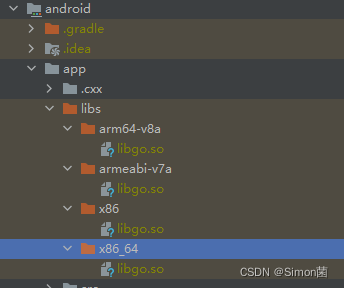 android
.gradle
.idea
app
.cxx
libs
arm64-v8a
libgo.so
armeabi-v7a
libgo.so
x86
libgo.so
x86_64
libgo.so
CSDN @Simon菌